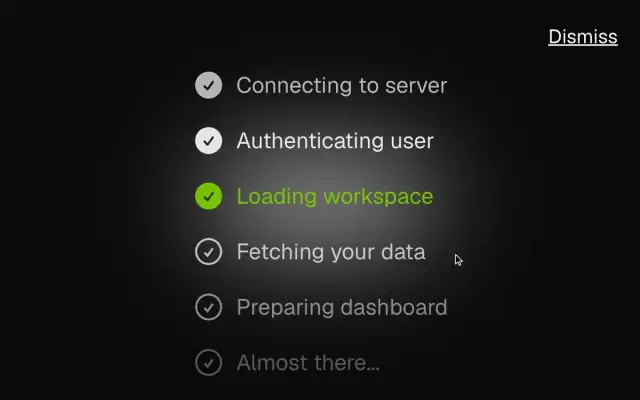 Dismiss
Connecting to server
Authenticating user
Loading workspace
Fetching your data
Preparing dashboard
Almost there...